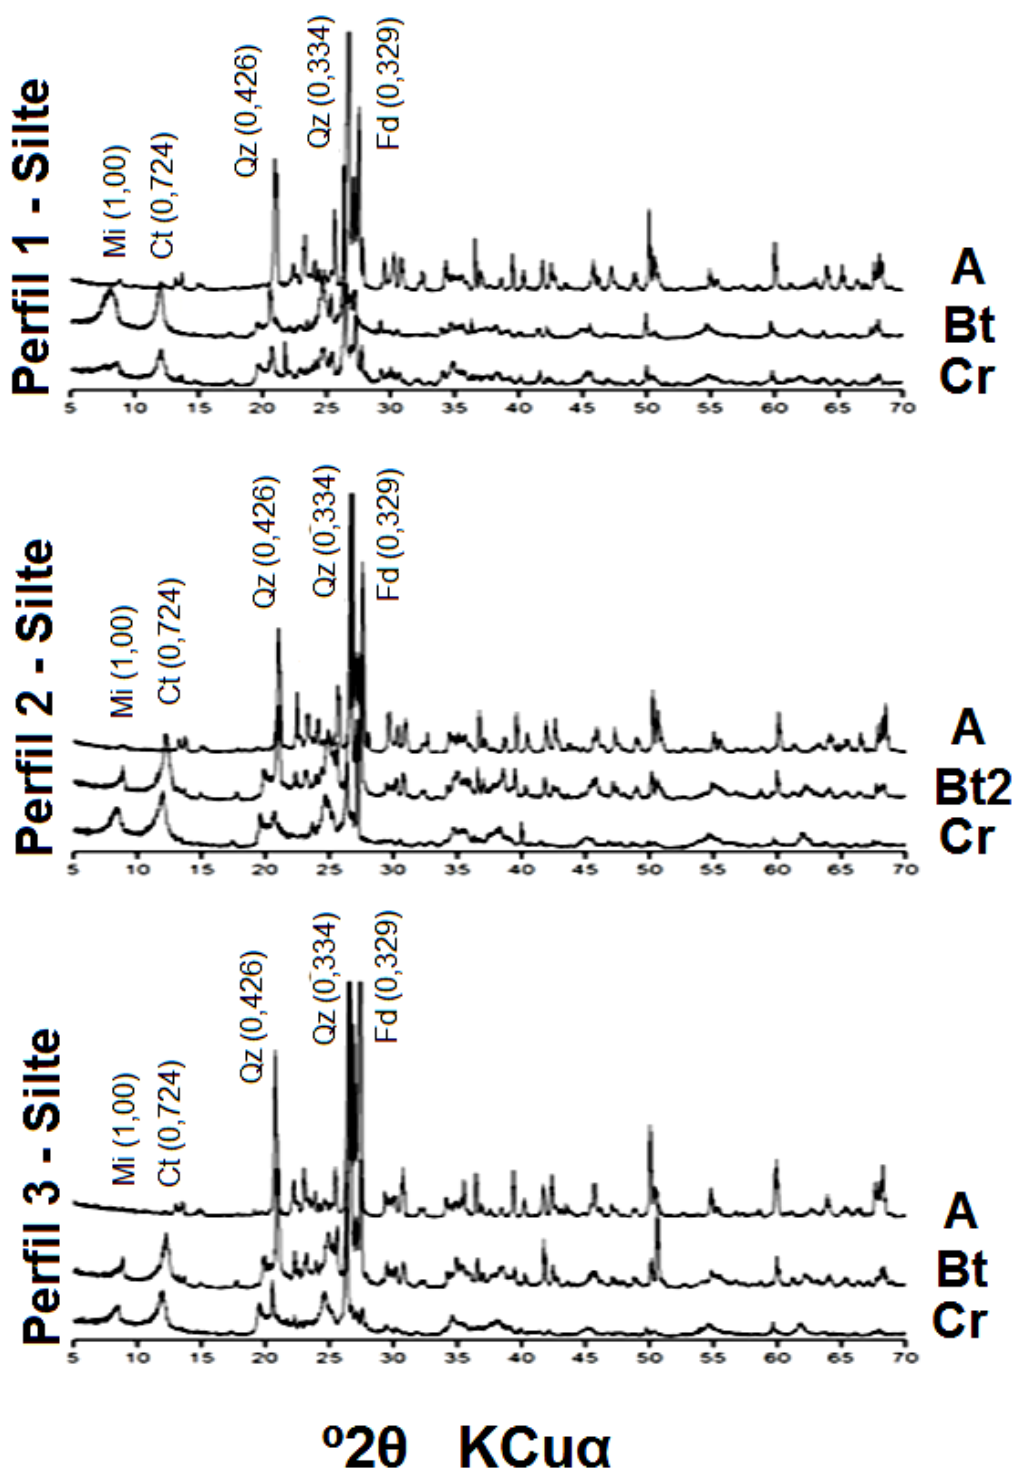 Perfil 1 - Silte
Mi (1,00)
Ct (0,724)
Qz (0,426)
Qz (0,334)
Fd (0,329)
A
Bt
Cr
5 10 15 20 25 30 35 40 45 50 55 60 65 70
Perfil 2 - Silte
Mi (1,00)
Ct (0,724)
Qz (0,426)
Qz (0,334)
Fd (0,329)
A
Bt2
Cr
5 10 15 20 25 30 35 40 45 50 55 60 65 70
Perfil 3 - Silte
Mi (1,00)
Ct (0,724)
Qz (0,426)
Qz (0,334)
Fd (0,329)
A
Bt
Cr
5 10 15 20 25 30 35 40 45 50 55 60 65 70
º2θ KCuα